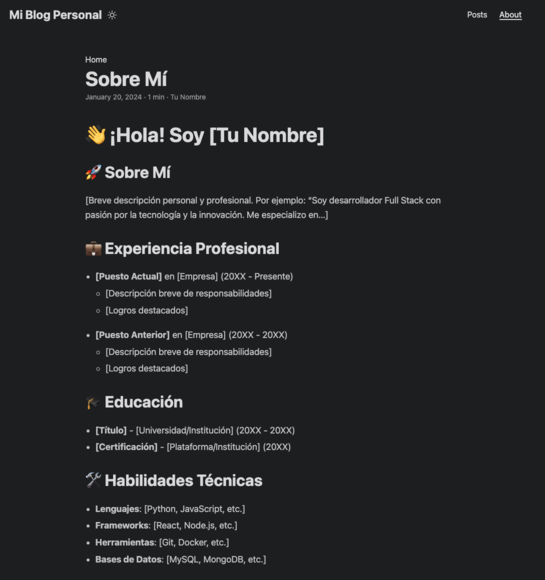 Mi Blog Personal
Posts About
Home
Sobre Mí
January 20, 2024 · 1 min · Tu Nombre
👋 ¡Hola! Soy [Tu Nombre]
🚀 Sobre Mí
[Breve descripción personal y profesional. Por ejemplo: "Soy desarrollador Full Stack con
pasión por la tecnología y la innovación. Me especializo en...]
💼 Experiencia Profesional
• [Puesto Actual] en [Empresa] (20XX - Presente)
◦ [Descripción breve de responsabilidades]
◦ [Logros destacados]
• [Puesto Anterior] en [Empresa] (20XX - 20XX)
◦ [Descripción breve de responsabilidades]
◦ [Logros destacados]
🎓 Educación
• [Título] - [Universidad/Institución] (20XX - 20XX)
• [Certificación] - [Plataforma/Institución] (20XX)
🛠 Habilidades Técnicas
• Lenguajes: [Python, JavaScript, etc.]
• Frameworks: [React, Node.js, etc.]
• Herramientas: [Git, Docker, etc.]
• Bases de Datos: [MySQL, MongoDB, etc.]